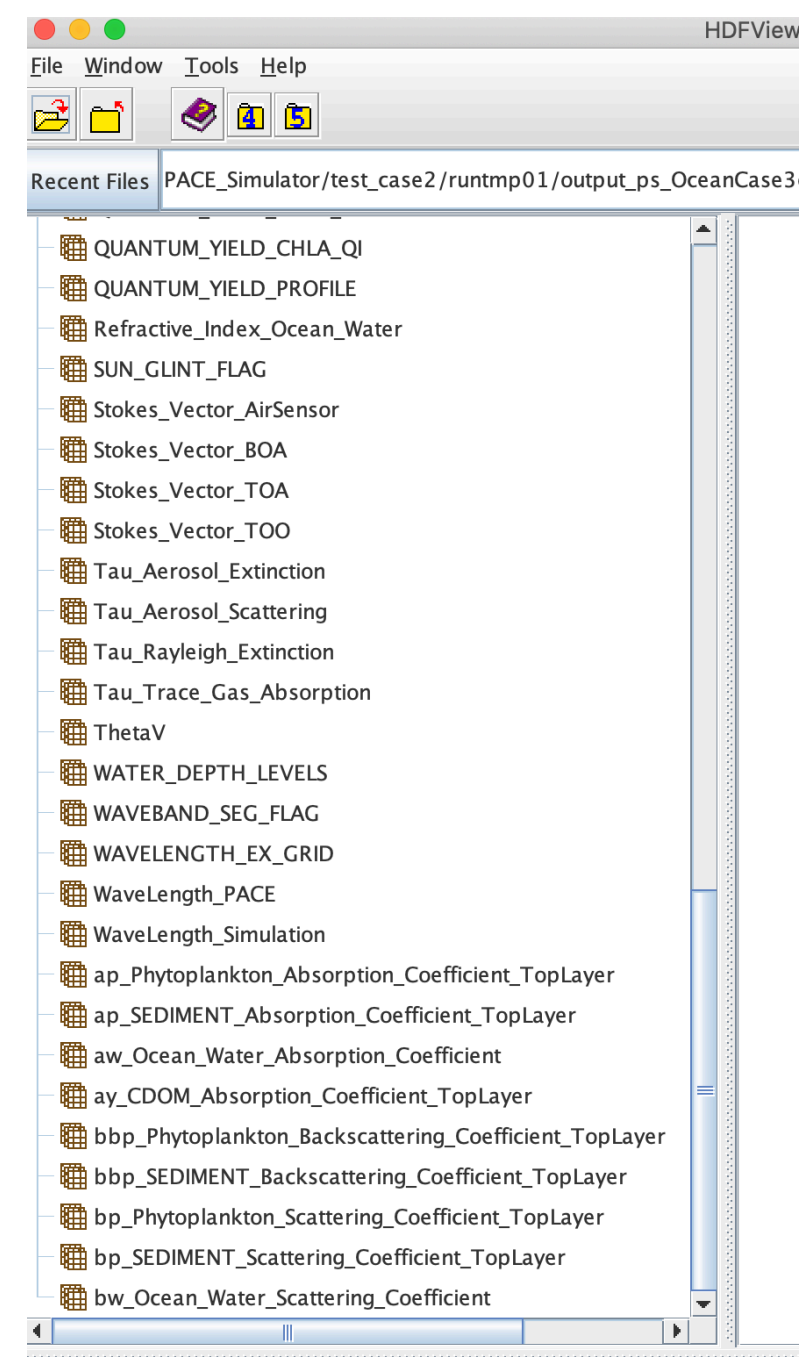 HDFView
File Window Tools Help
4 5
Recent Files PACE_Simulator/test_case2/runtmp01/output_ps_OceanCase3
QUANTUM_YIELD_CHLA_QI
QUANTUM_YIELD_PROFILE
Refractive_Index_Ocean_Water
SUN_GLINT_FLAG
Stokes_Vector_AirSensor
Stokes_Vector_BOA
Stokes_Vector_TOA
Stokes_Vector_TOO
Tau_Aerosol_Extinction
Tau_Aerosol_Scattering
Tau_Rayleigh_Extinction
Tau_Trace_Gas_Absorption
ThetaV
WATER_DEPTH_LEVELS
WAVEBAND_SEG_FLAG
WAVELENGTH_EX_GRID
WaveLength_PACE
WaveLength_Simulation
ap_Phytoplankton_Absorption_Coefficient_TopLayer
ap_SEDIMENT_Absorption_Coefficient_TopLayer
aw_Ocean_Water_Absorption_Coefficient
ay_CDOM_Absorption_Coefficient_TopLayer
bbp_Phytoplankton_Backscattering_Coefficient_TopLayer
bbp_SEDIMENT_Backscattering_Coefficient_TopLayer
bp_Phytoplankton_Scattering_Coefficient_TopLayer
bp_SEDIMENT_Scattering_Coefficient_TopLayer
bw_Ocean_Water_Scattering_Coefficient